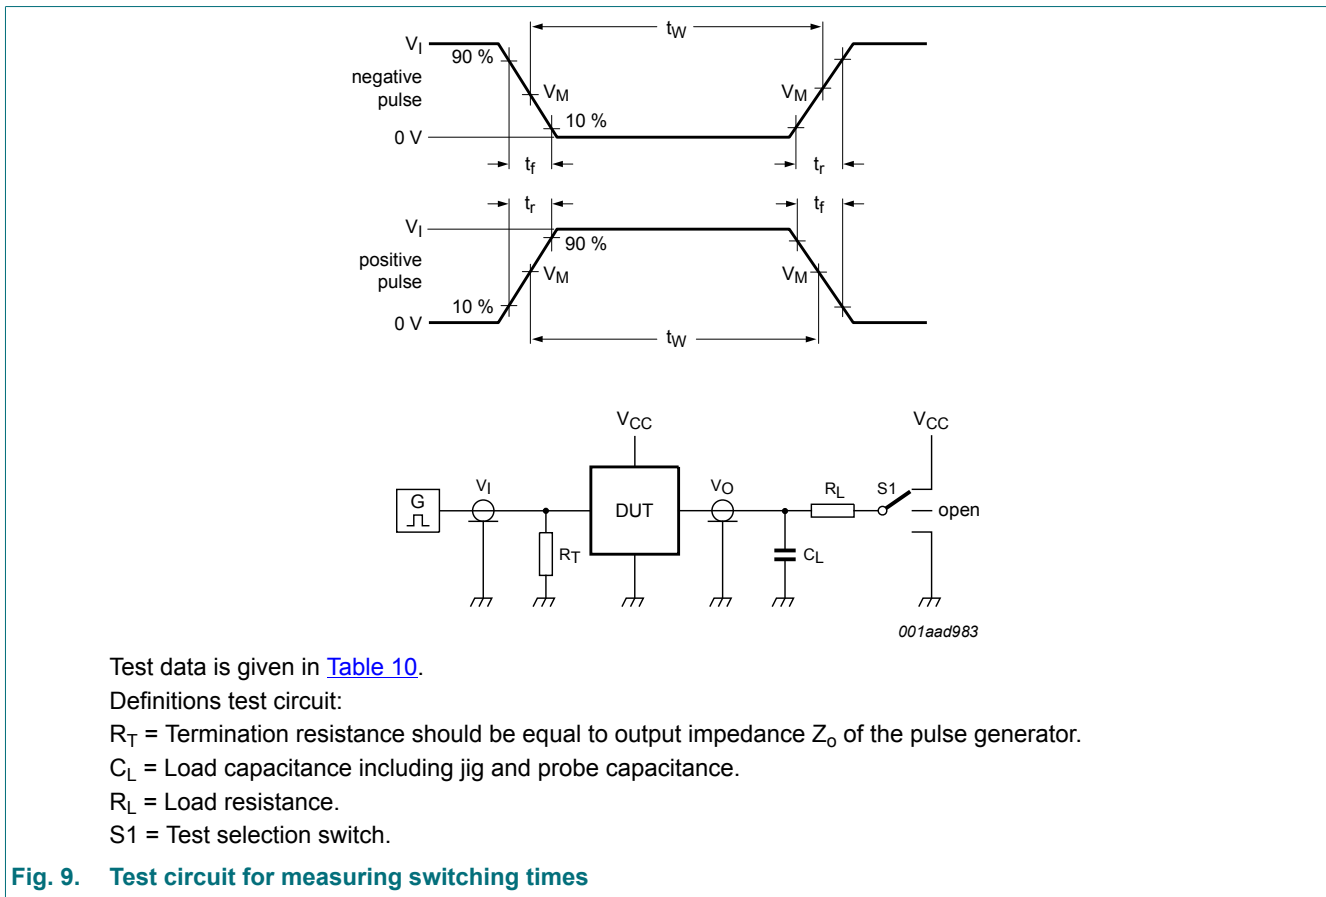 tW
VI
90 %
negative
pulse
VM
VM
10 %
0 V
tf
tr
tr
tf
VI
90 %
positive
pulse
VM
VM
10 %
0 V
tW
VCC
VCC
G
VI
DUT
VO
RL
S1
open
RT
CL
001aad983
Test data is given in Table 10.
Definitions test circuit:
RT = Termination resistance should be equal to output impedance Zo of the pulse generator.
CL = Load capacitance including jig and probe capacitance.
RL = Load resistance.
S1 = Test selection switch.
Fig. 9. Test circuit for measuring switching times